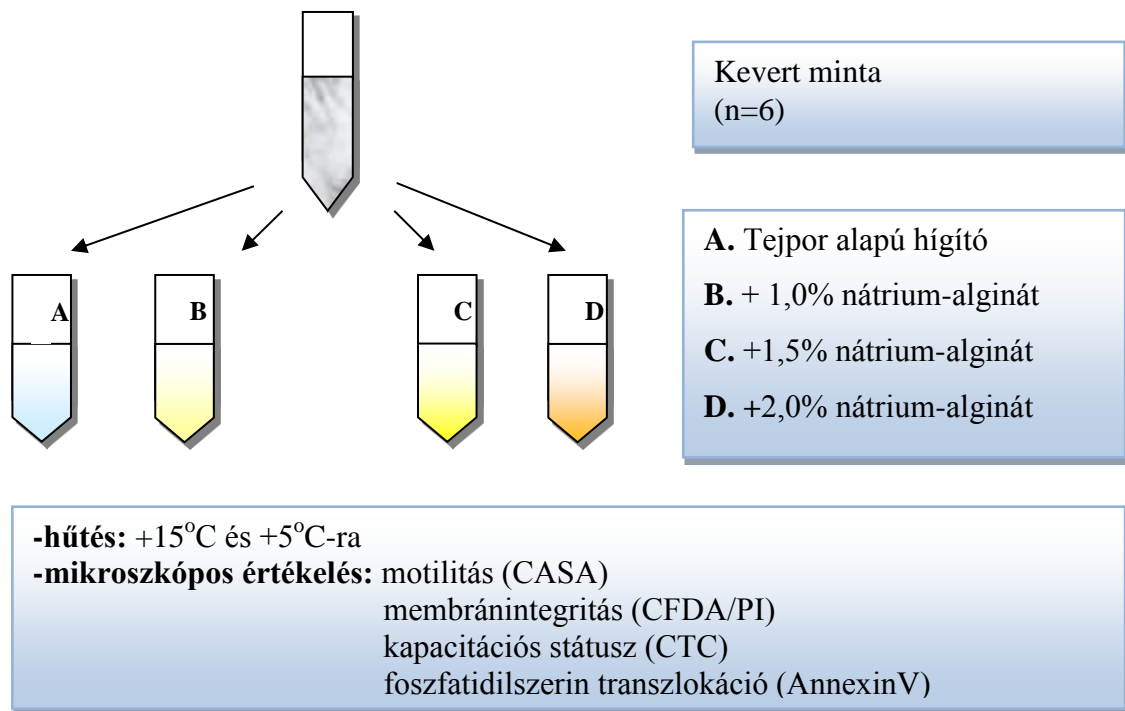 Kevert minta
(n=6)
A. Tejpor alapú hígító
B. + 1,0% nátrium-alginát
C. +1,5% nátrium-alginát
D. +2,0% nátrium-alginát
A
B
C
D
-hűtés: +15°C és +5°C-ra
-mikroszkópos értékelés: motilitás (CASA)
membránintegritás (CFDA/PI)
kapacitációs státusz (CTC)
foszfatidilszerin transzlokáció (AnnexinV)